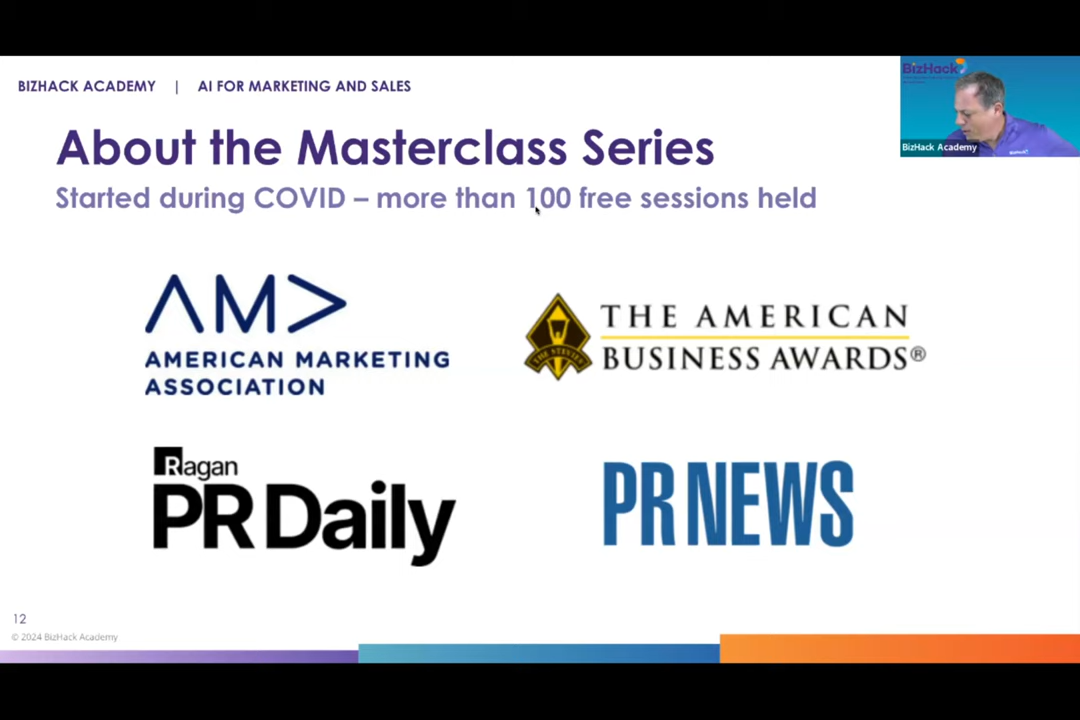 BIZHACK ACADEMY | AI FOR MARKETING AND SALES
BizHack
BizHack Academy
About the Masterclass Series
Started during COVID – more than 100 free sessions held
AMA
AMERICAN MARKETING
ASSOCIATION
THE STEVIES
THE AMERICAN
BUSINESS AWARDS®
Ragan
PR Daily
PR NEWS
12
© 2024 BizHack Academy